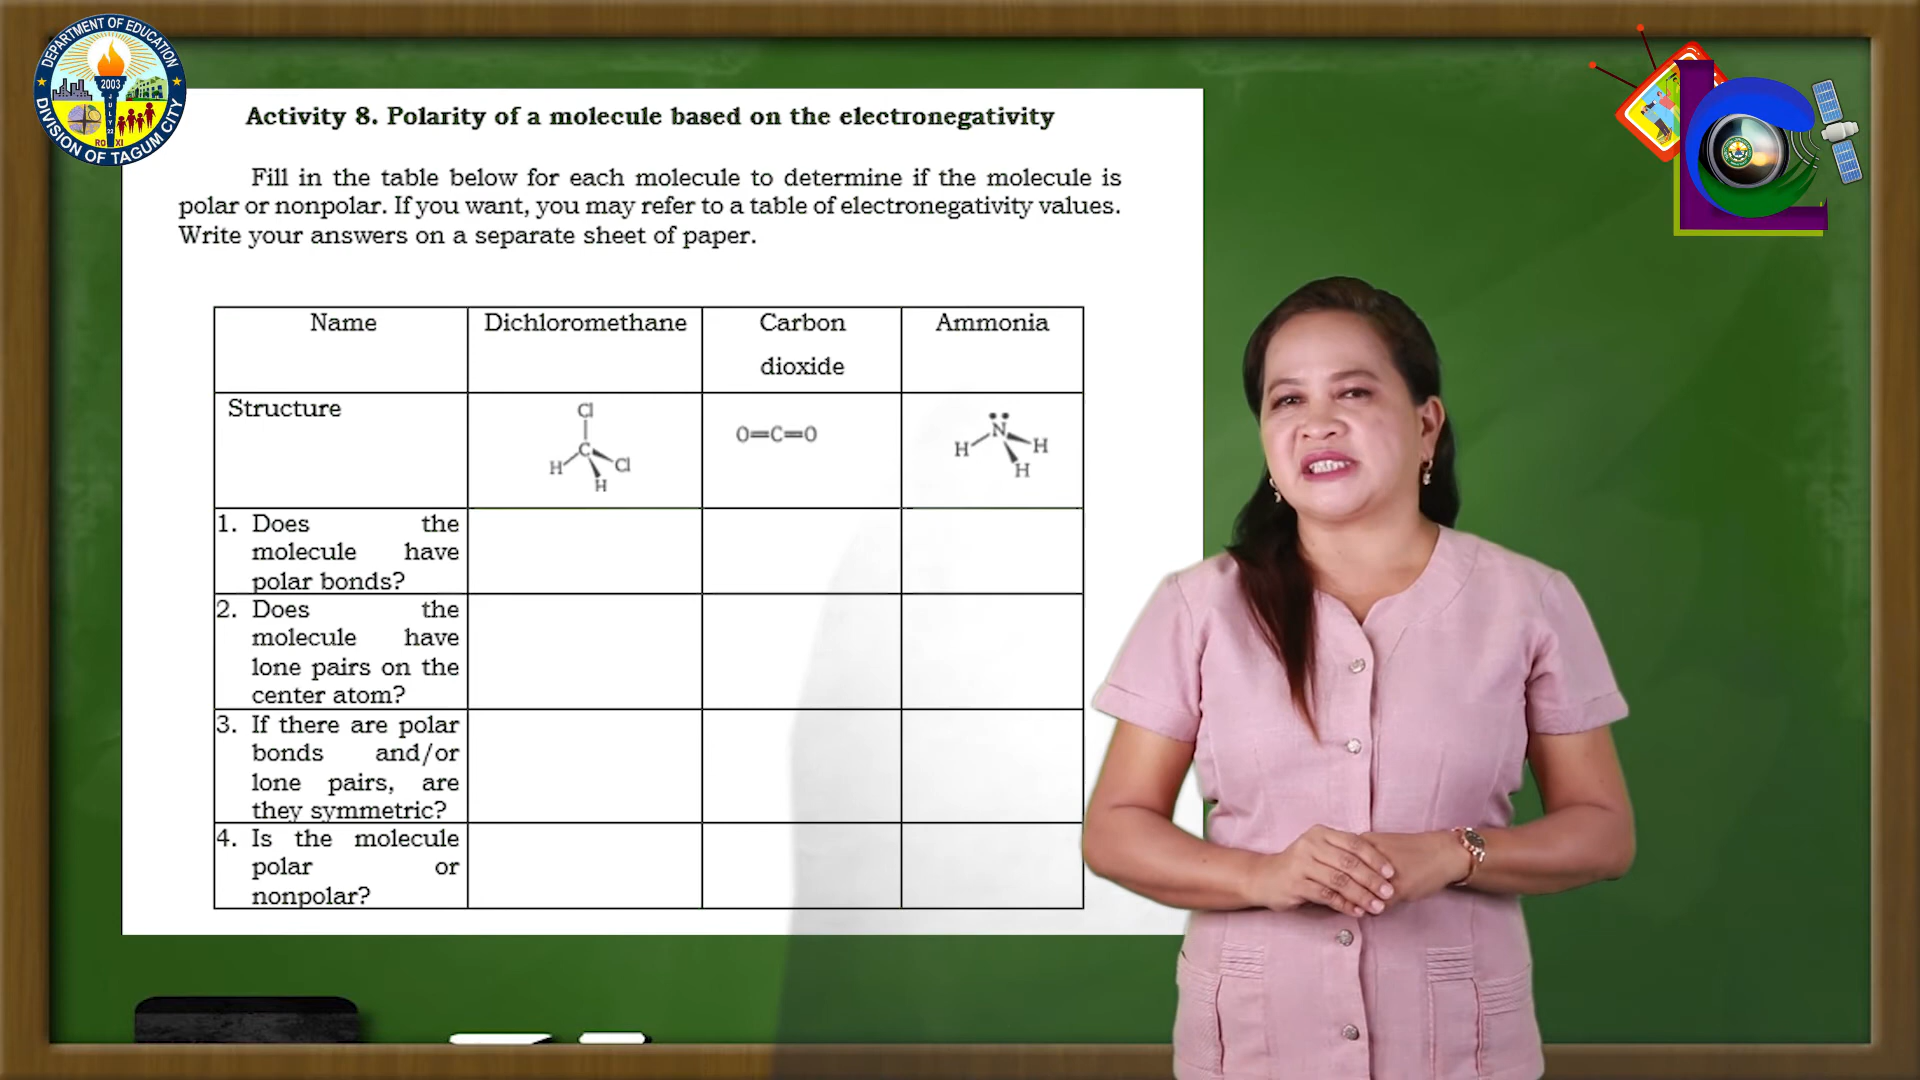 DEPARTMENT OF EDUCATION
2003
JULY 22
RO XI
DIVISION OF TAGUM CITY
LC
Activity 8. Polarity of a molecule based on the electronegativity
Fill in the table below for each molecule to determine if the molecule is
polar or nonpolar. If you want, you may refer to a table of electronegativity values.
Write your answers on a separate sheet of paper.
Name
Dichloromethane
Carbon
dioxide
Ammonia
Structure
Cl
C
H
Cl
H
O=C=O
N
H
H
H
1. Does the
molecule have
polar bonds?
2. Does the
molecule have
lone pairs on the
center atom?
3. If there are polar
bonds and/or
lone pairs, are
they symmetric?
4. Is the molecule
polar or
nonpolar?